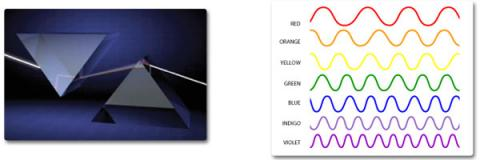 RED
ORANGE
YELLOW
GREEN
BLUE
INDIGO
VIOLET